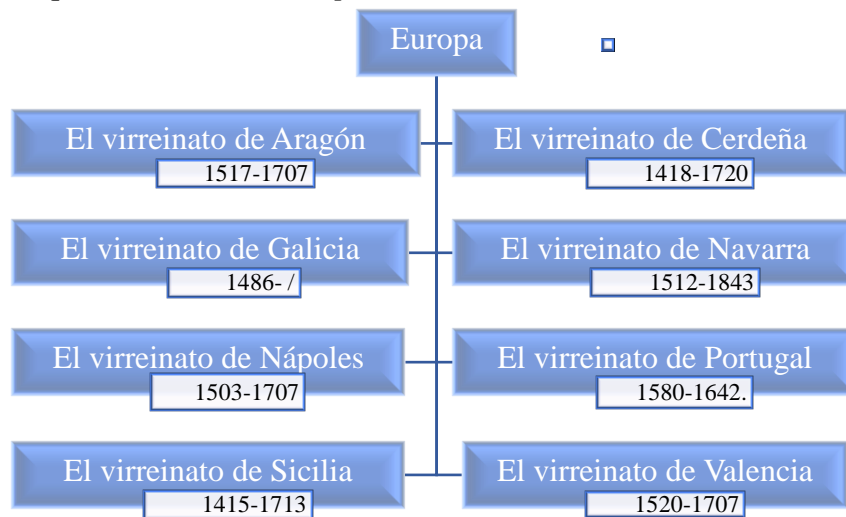 Europa
El virreinato de Aragón
1517-1707
El virreinato de Cerdeña
1418-1720
El virreinato de Galicia
1486- /
El virreinato de Navarra
1512-1843
El virreinato de Nápoles
1503-1707
El virreinato de Portugal
1580-1642.
El virreinato de Sicilia
1415-1713
El virreinato de Valencia
1520-1707